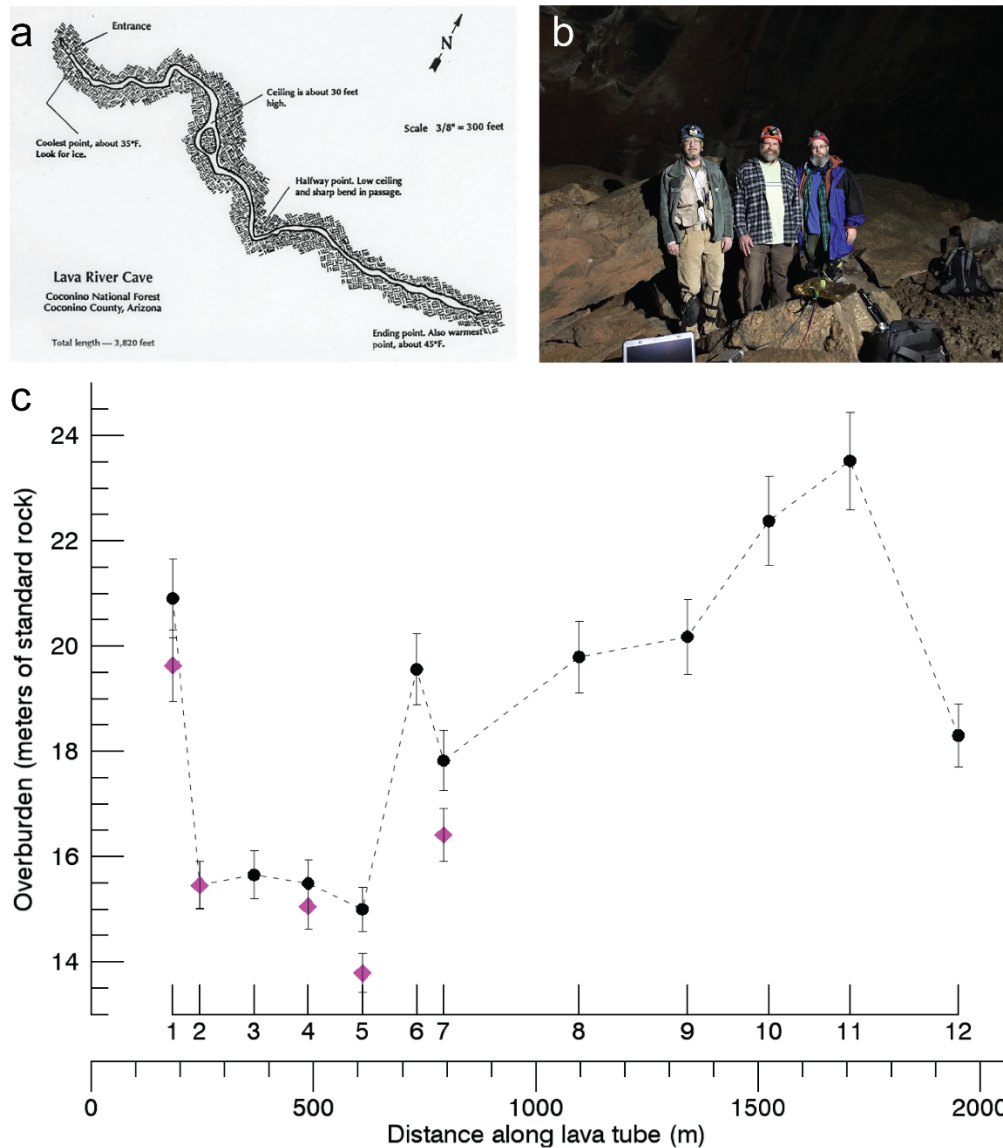 a
Entrance
N
Ceiling is about 30 feet
high.
Scale 3/8" = 300 feet
Coolest point, about 35°F.
Look for ice.
Halfway point. Low ceiling
and sharp bend in passage.
Lava River Cave
Coconino National Forest
Coconino County, Arizona
Total length — 3,820 feet
Ending point. Also warmest
point, about 45°F.
b
c
Overburden (meters of standard rock)
24
22
20
18
16
14
1 2 3 4 5 6 7 8 9 10 11 12
0 500 1000 1500 2000
Distance along lava tube (m)